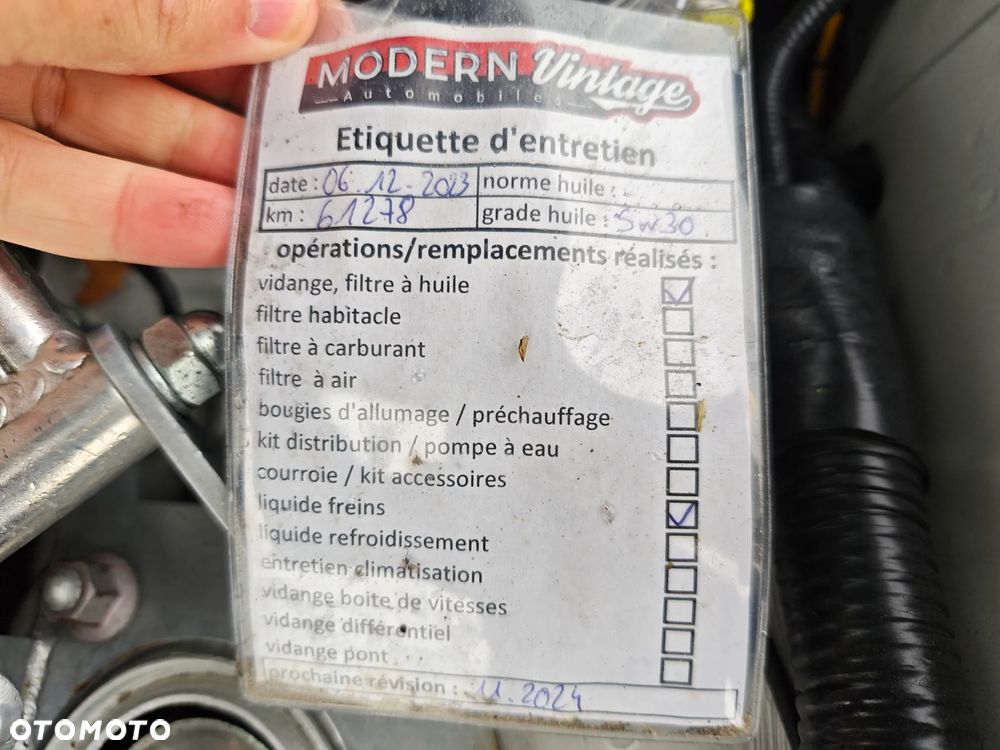 MODERN Vintage
Automobiles
Etiquette d'entretien
date : 06.12-2023 norme huile :
km : 61278 grade huile : 5w30
opérations/remplacements réalisés :
vidange, filtre à huile
filtre habitacle
filtre à carburant
filtre à air
bougies d'allumage / préchauffage
kit distribution / pompe à eau
courroie / kit accessoires
liquide freins
liquide refroidissement
entretien climatisation
vidange boite de vitesses
vidange différentiel
vidange pont
prochaine révision : 11.2024
OTOMOTO